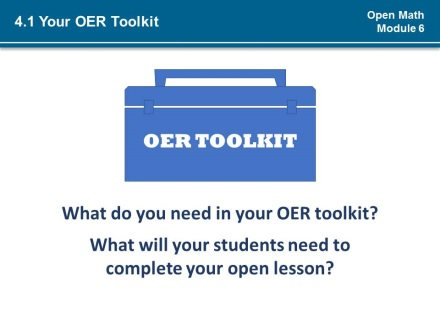 4.1 Your OER Toolkit
Open Math
Module 6
OER TOOLKIT
What do you need in your OER toolkit?
What will your students need to
complete your open lesson?